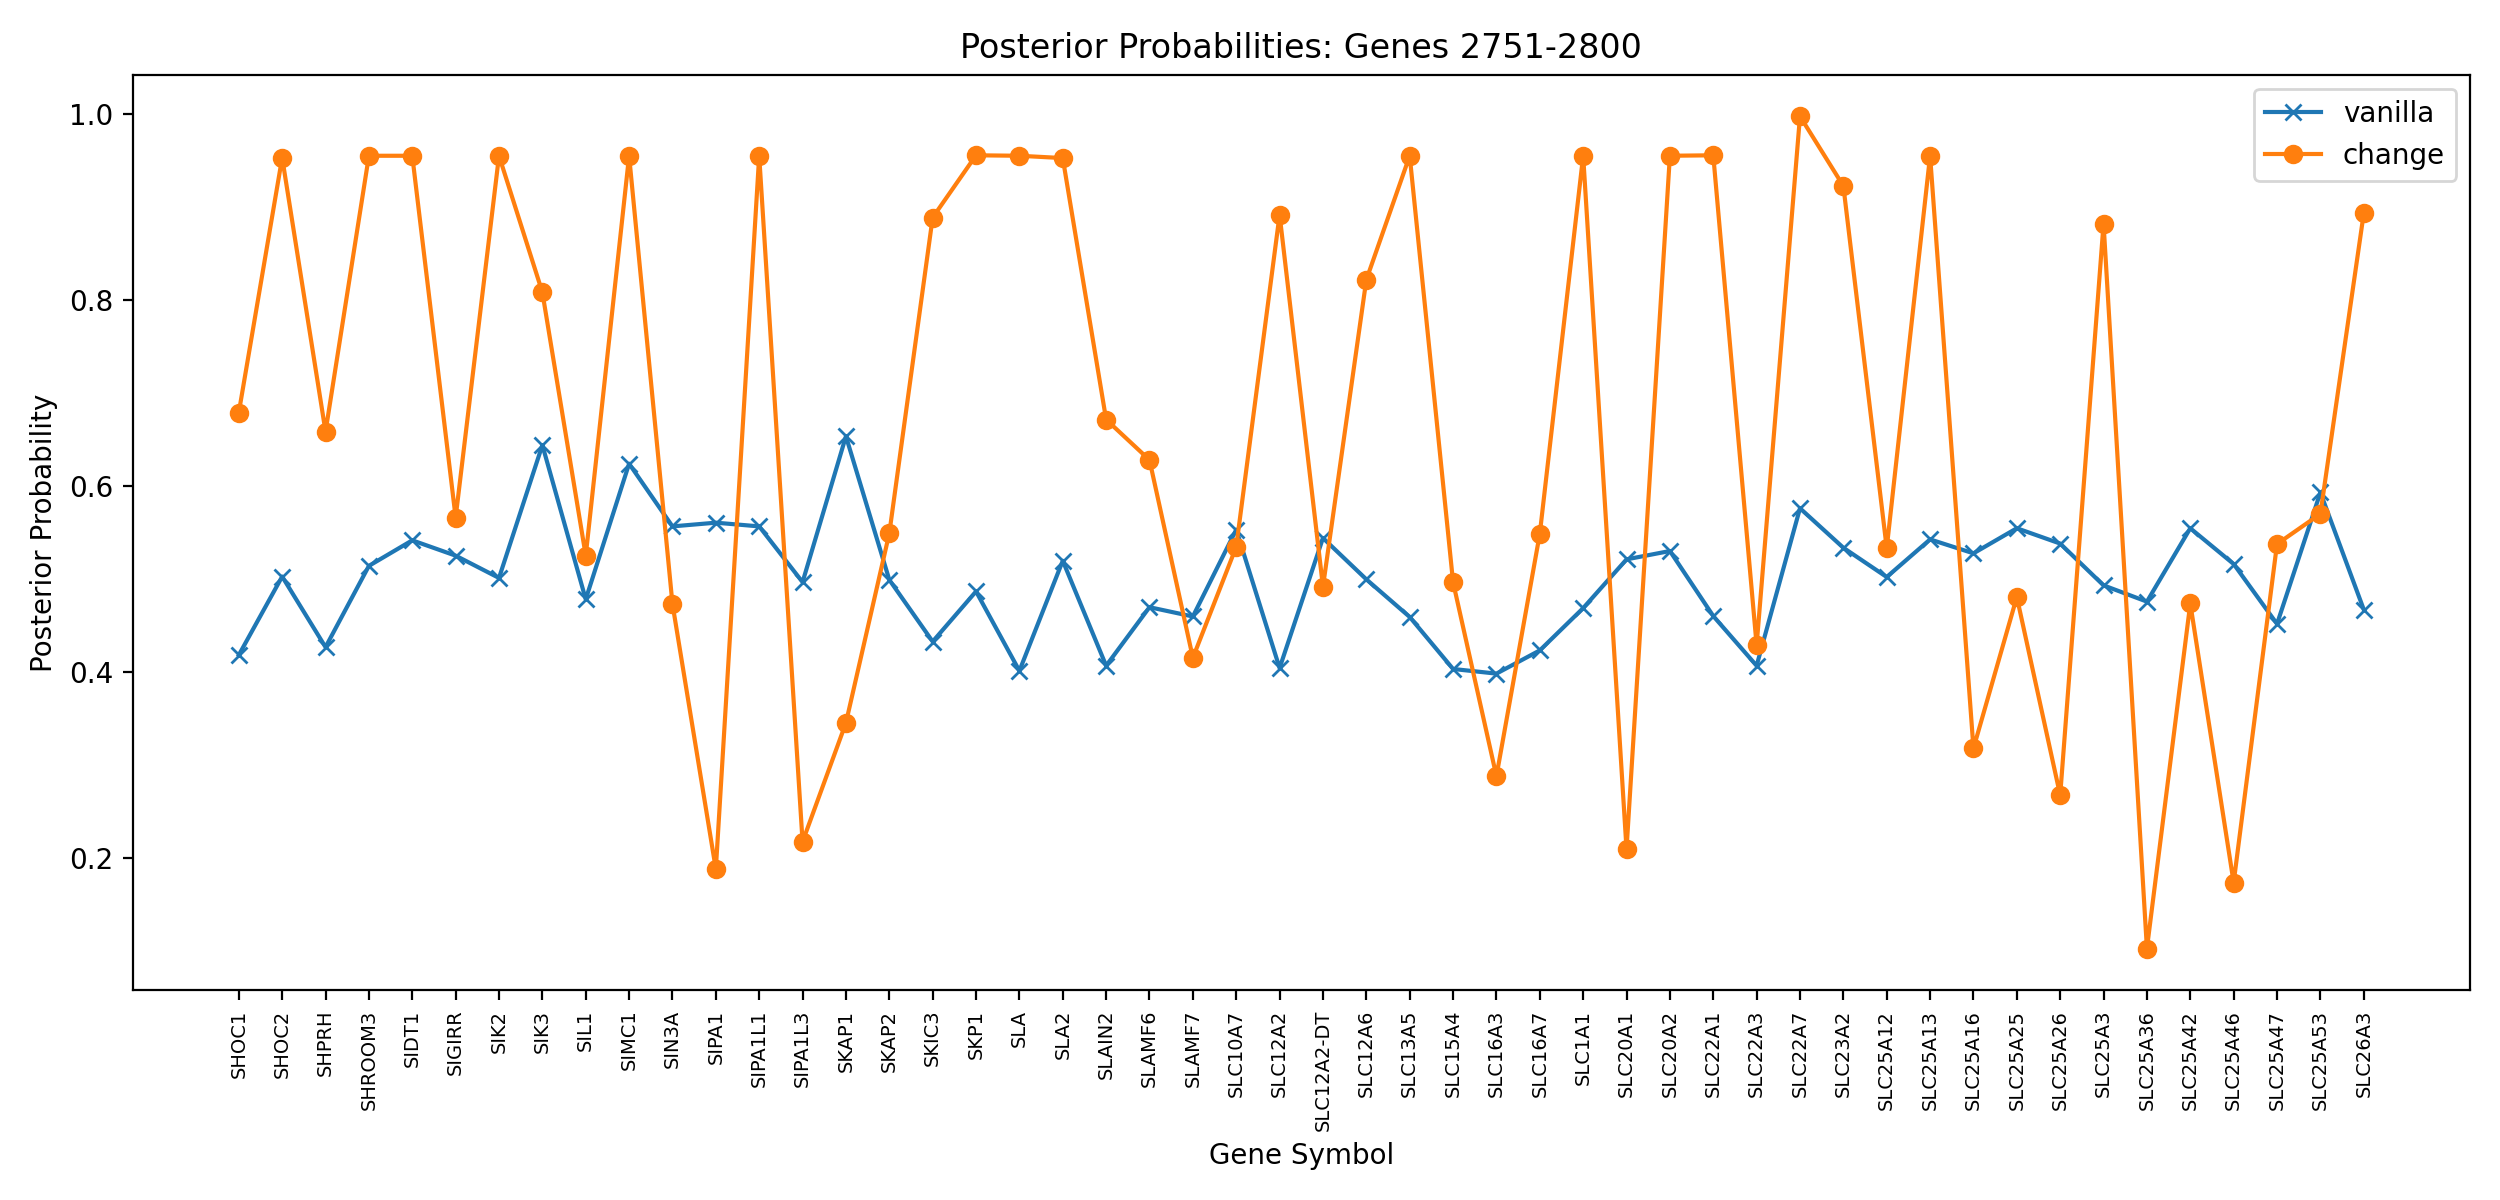 Posterior Probabilities: Genes 2751-2800
vanilla
change
Posterior Probability
1.0
0.8
0.6
0.4
0.2
SHOC1
SHOC2
SHPRH
SHROOM3
SIDT1
SIGIRR
SIK2
SIK3
SIL1
SIMC1
SIN3A
SIPA1
SIPA1L1
SIPA1L3
SKAP1
SKAP2
SKIC3
SKP1
SLA
SLA2
SLAIN2
SLAMF6
SLAMF7
SLC10A7
SLC12A2
SLC12A2-DT
SLC12A6
SLC13A5
SLC15A4
SLC16A3
SLC16A7
SLC1A1
SLC20A1
SLC20A2
SLC22A1
SLC22A3
SLC22A7
SLC23A2
SLC25A12
SLC25A13
SLC25A16
SLC25A25
SLC25A26
SLC25A3
SLC25A36
SLC25A42
SLC25A46
SLC25A47
SLC25A53
SLC26A3
Gene Symbol